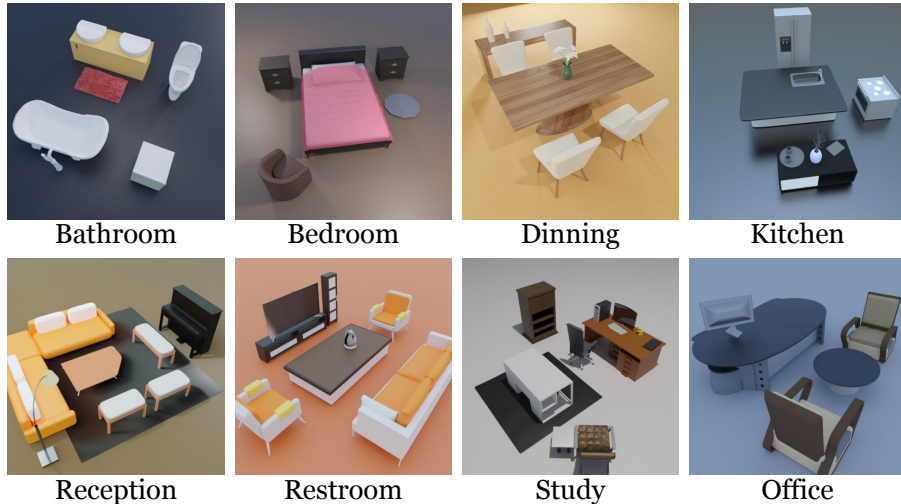 Bathroom
Bedroom
Dinning
Kitchen
Reception
Restroom
Study
Office